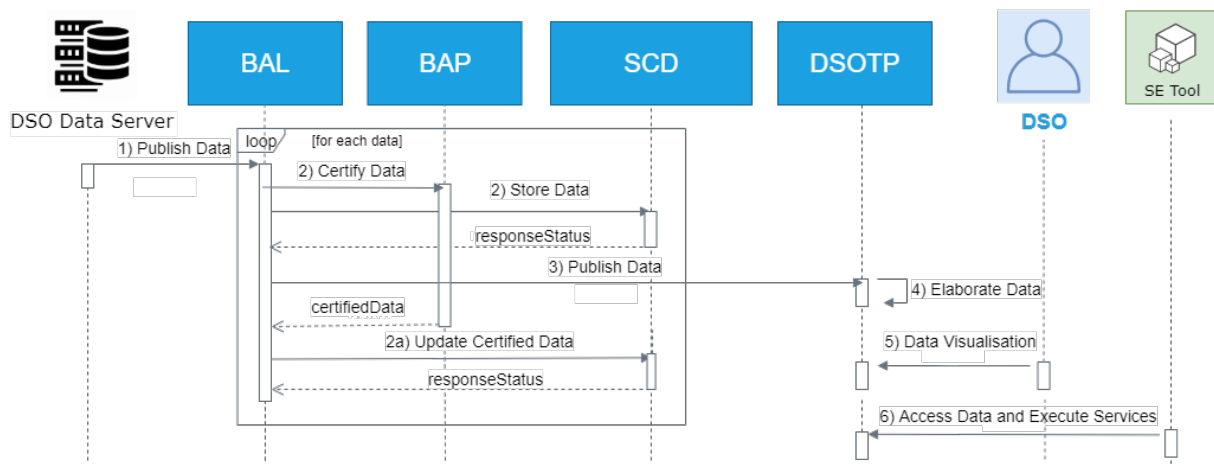 BAL
BAP
SCD
DSOTP
SE Tool
DSO Data Server
DSO
loop
[for each data]
1) Publish Data
2) Certify Data
2) Store Data
responseStatus
3) Publish Data
4) Elaborate Data
certifiedData
2a) Update Certified Data
5) Data Visualisation
responseStatus
6) Access Data and Execute Services